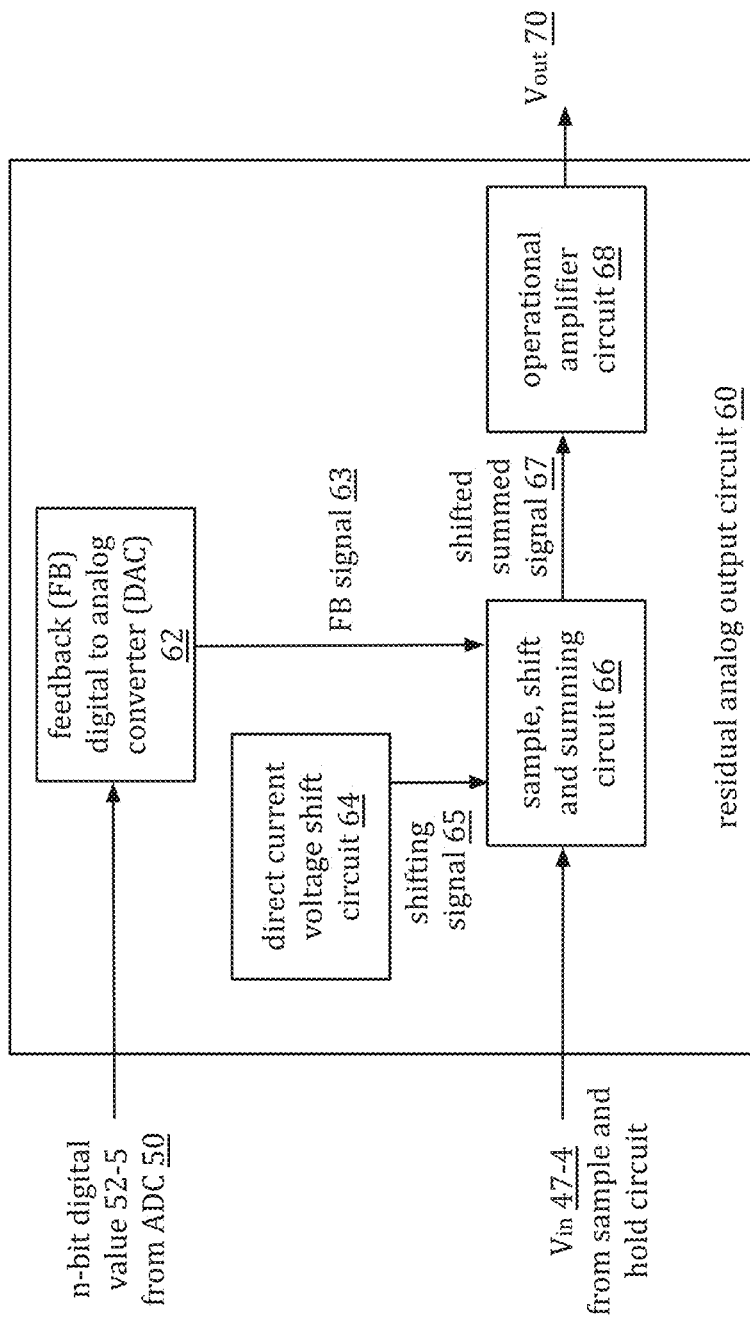 n-bit digital
value 52-5
from ADC 50
feedback (FB)
digital to analog
converter (DAC)
62
direct current
voltage shift
circuit 64
FB signal 63
shifting
signal 65
Vin 47-4
from sample and
hold circuit
sample, shift
and summing
circuit 66
shifted
summed
signal 67
operational
amplifier
circuit 68
Vout 70
residual analog output circuit 60